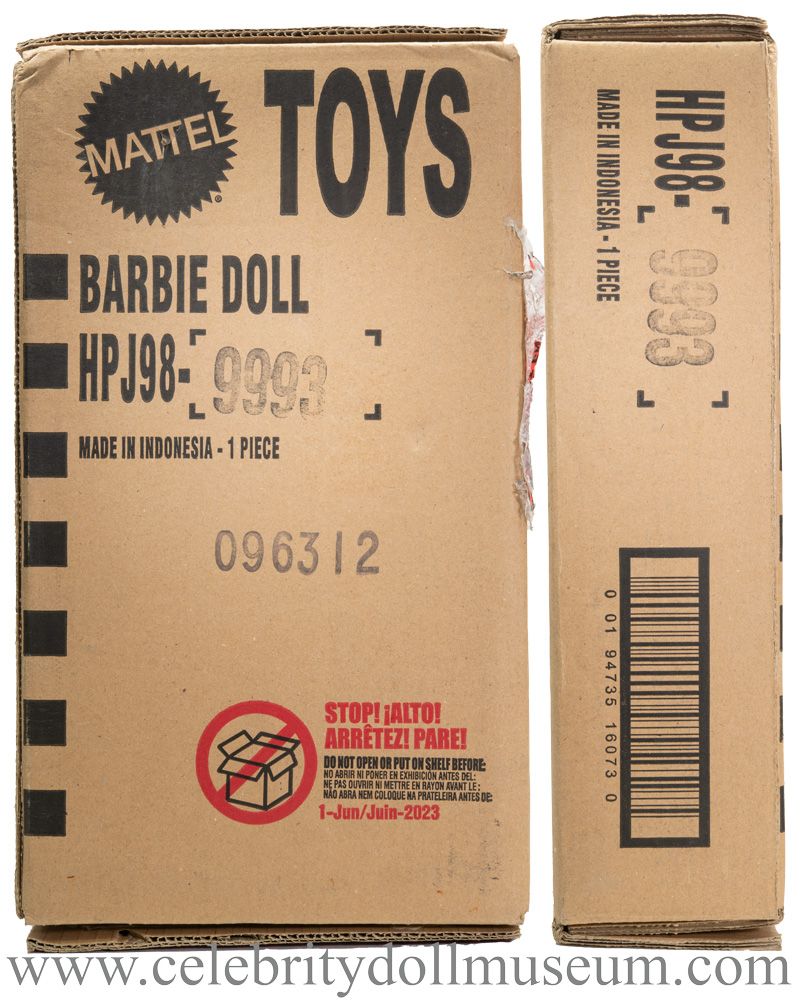 MATTEL
®
TOYS
BARBIE DOLL
HPJ98-
9993
MADE IN INDONESIA - 1 PIECE
096312
STOP! ¡ALTO!
ARRÊTEZ! PARE!
DO NOT OPEN OR PUT ON SHELF BEFORE:
NO ABRIR NI PONER EN EXHIBICIÓN ANTES DEL:
NE PAS OUVRIR NI METTRE EN RAYON AVANT LE :
NÃO ABRA NEM COLOQUE NA PRATELEIRA ANTES DE:
1-Jun/Juin-2023
HPJ98-
9993
MADE IN INDONESIA - 1 PIECE
0 01 94735 16073 0
www.celebritydollmuseum.com